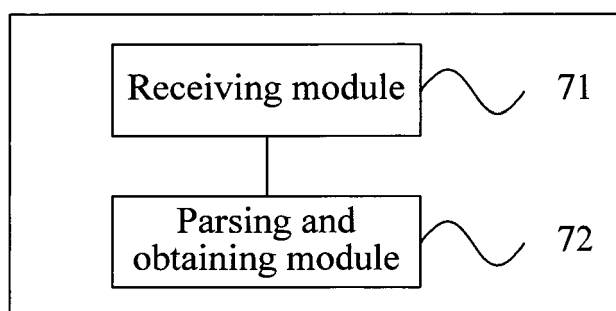 Receiving module
71
Parsing and
obtaining module
72